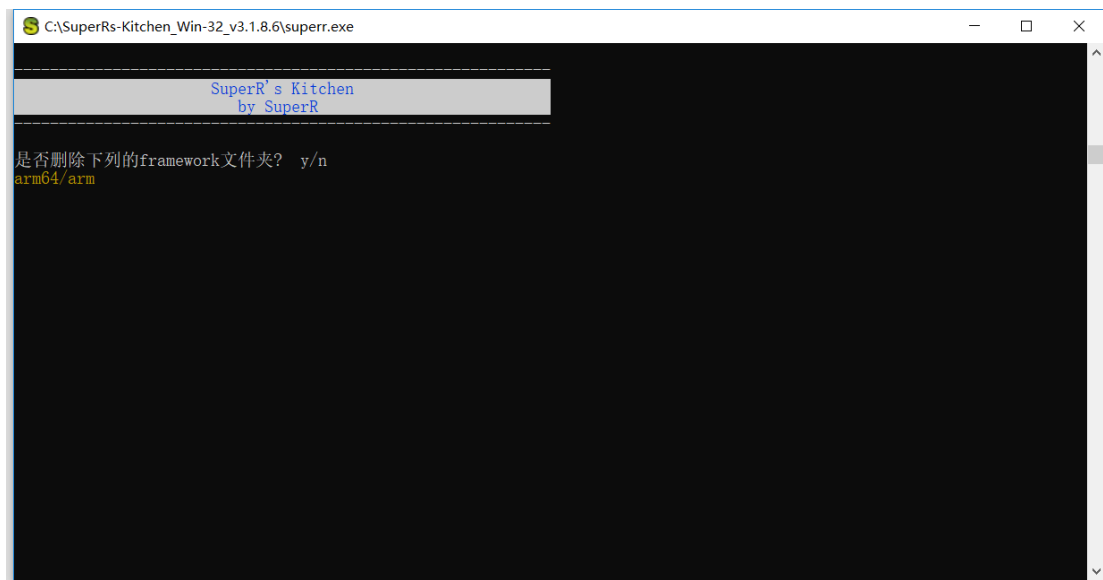 C:\SuperRs-Kitchen_Win-32_v3.1.8.6\superr.exe
SuperR's Kitchen
by SuperR
是否删除下列的framework文件夹?  y/n
arm64/arm